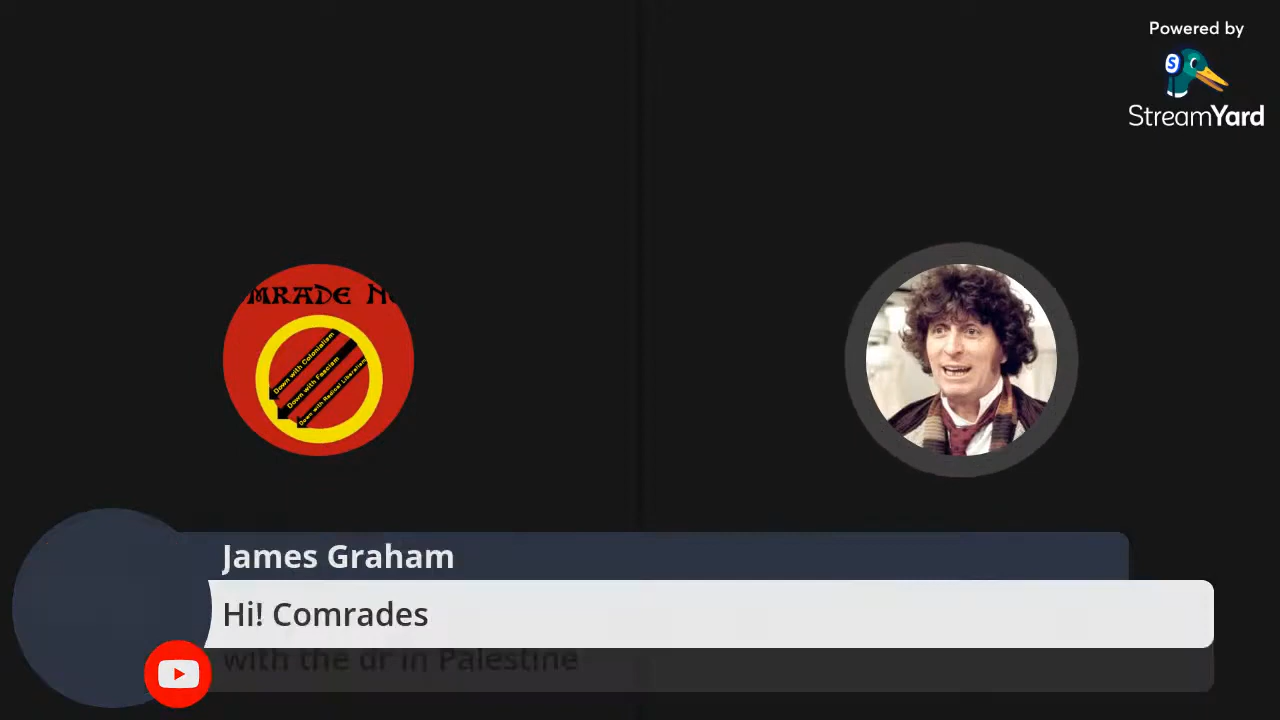 Powered by
S
StreamYard
MRADE N
Down with Colonialism
Down with Fascism
Down with Radical Liberalism
James Graham
Hi! Comrades
with the dr in Palestine